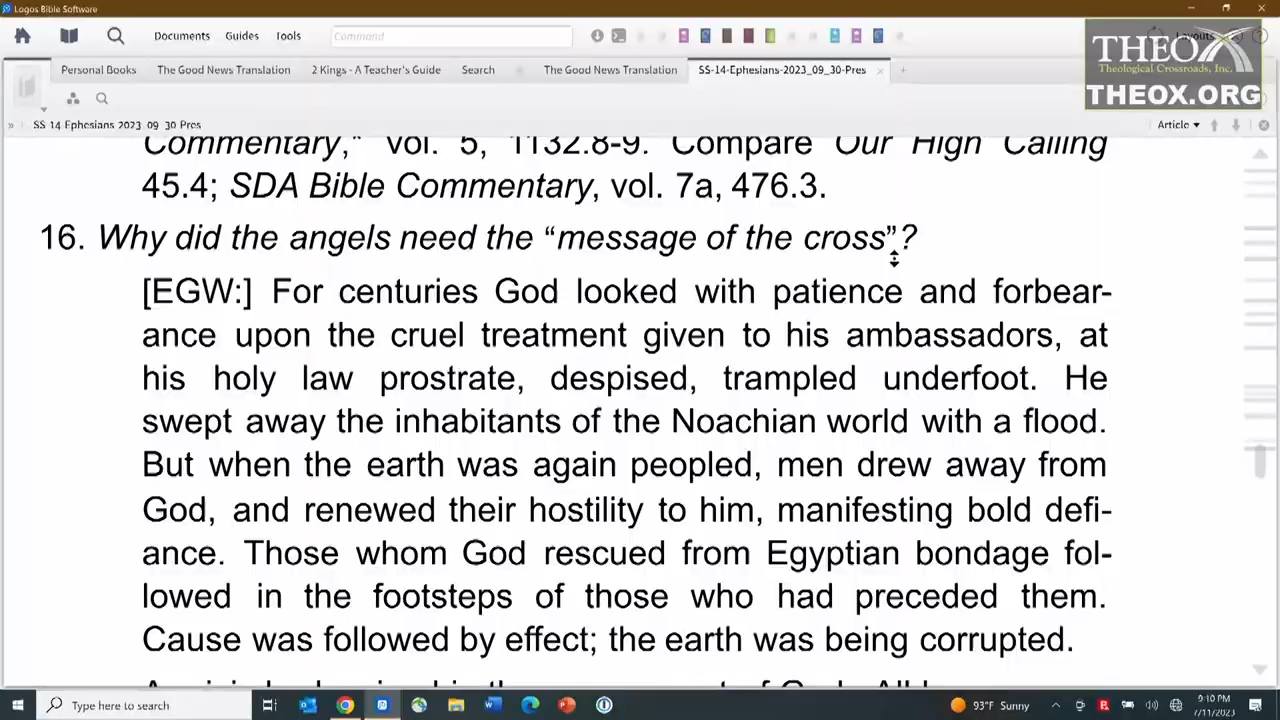 Logos Bible Software
Documents Guides Tools Command Layouts
THEOX
Theological Crossroads, Inc.
THEOX.ORG
Personal Books The Good News Translation 2 Kings - A Teacher's Guide Search The Good News Translation SS-14-Ephesians-2023_09_30-Pres
SS-14-Ephesians-2023_09_30-Pres Article
Commentary," vol. 5, 1132.8-9. Compare Our High Calling
45.4; SDA Bible Commentary, vol. 7a, 476.3.
16. Why did the angels need the “message of the cross”?
[EGW:] For centuries God looked with patience and forbear-
ance upon the cruel treatment given to his ambassadors, at
his holy law prostrate, despised, trampled underfoot. He
swept away the inhabitants of the Noachian world with a flood.
But when the earth was again peopled, men drew away from
God, and renewed their hostility to him, manifesting bold defi-
ance. Those whom God rescued from Egyptian bondage fol-
lowed in the footsteps of those who had preceded them.
Cause was followed by effect; the earth was being corrupted.
Type here to search 93°F Sunny 9:10 PM
7/11/2023